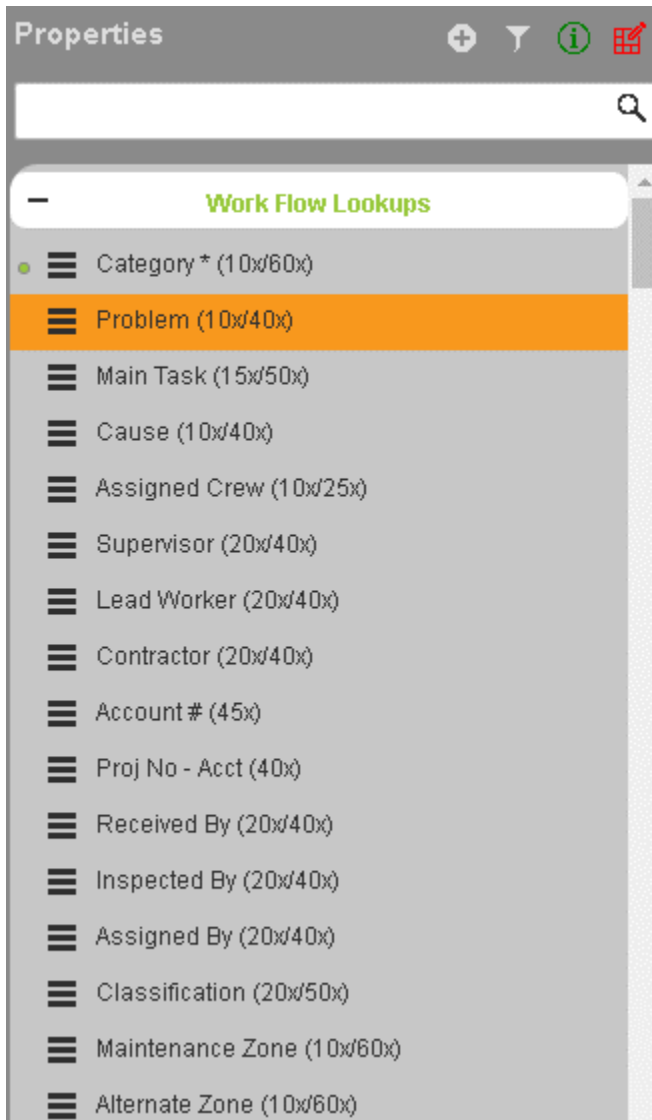 Properties
Work Flow Lookups
Category * (10x/60x)
Problem (10x/40x)
Main Task (15x/50x)
Cause (10x/40x)
Assigned Crew (10x/25x)
Supervisor (20x/40x)
Lead Worker (20x/40x)
Contractor (20x/40x)
Account # (45x)
Proj No - Acct (40x)
Received By (20x/40x)
Inspected By (20x/40x)
Assigned By (20x/40x)
Classification (20x/50x)
Maintenance Zone (10x/60x)
Alternate Zone (10x/60x)